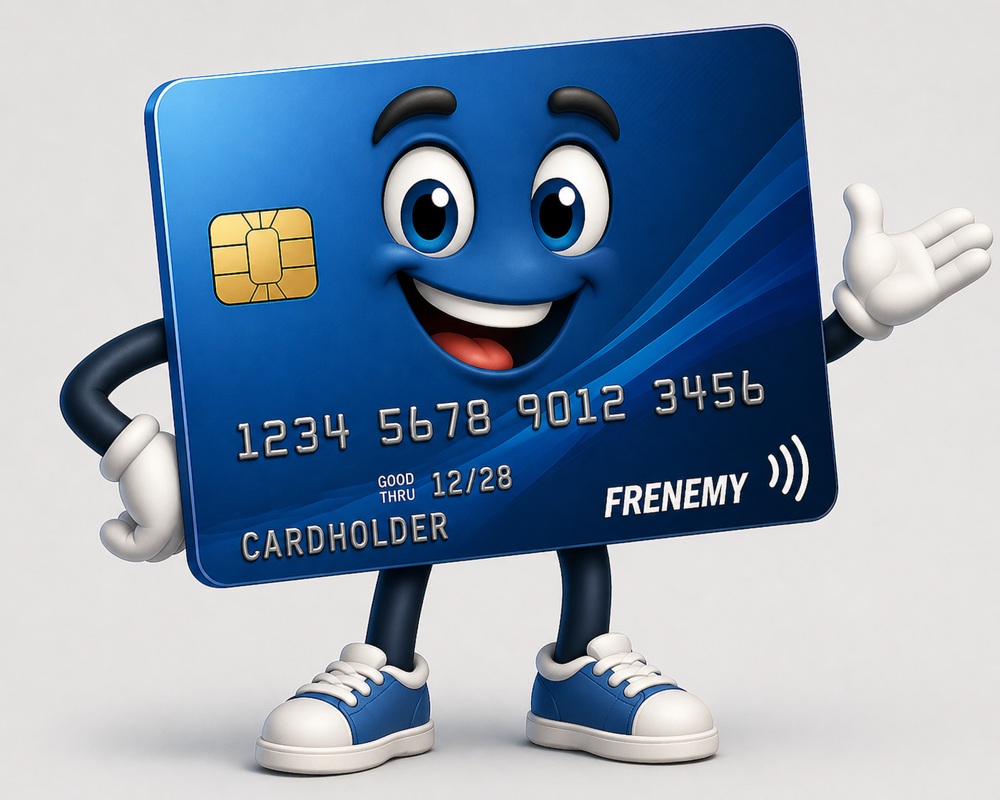 1234 5678 9012 3456
GOOD
THRU 12/28
FRENEMY
CARDHOLDER